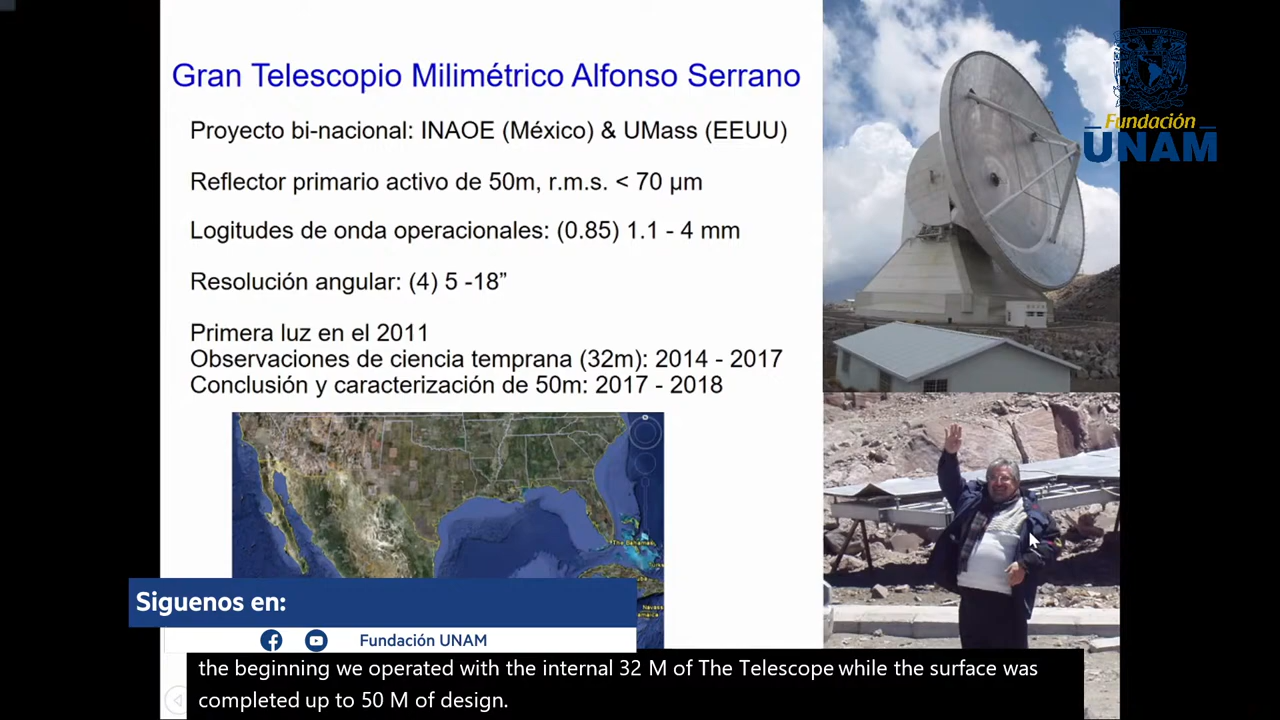 Gran Telescopio Milimétrico Alfonso Serrano
Proyecto bi-nacional: INAOE (México) & UMass (EEUU)
Reflector primario activo de 50m, r.m.s. < 70 µm
Logitudes de onda operacionales: (0.85) 1.1 - 4 mm
Resolución angular: (4) 5 -18”
Primera luz en el 2011
Observaciones de ciencia temprana (32m): 2014 - 2017
Conclusión y caracterización de 50m: 2017 - 2018
Fundación
UNAM
The Bahamas
Siguenos en:
Fundación UNAM
the beginning we operated with the internal 32 M of The Telescope while the surface was
completed up to 50 M of design.